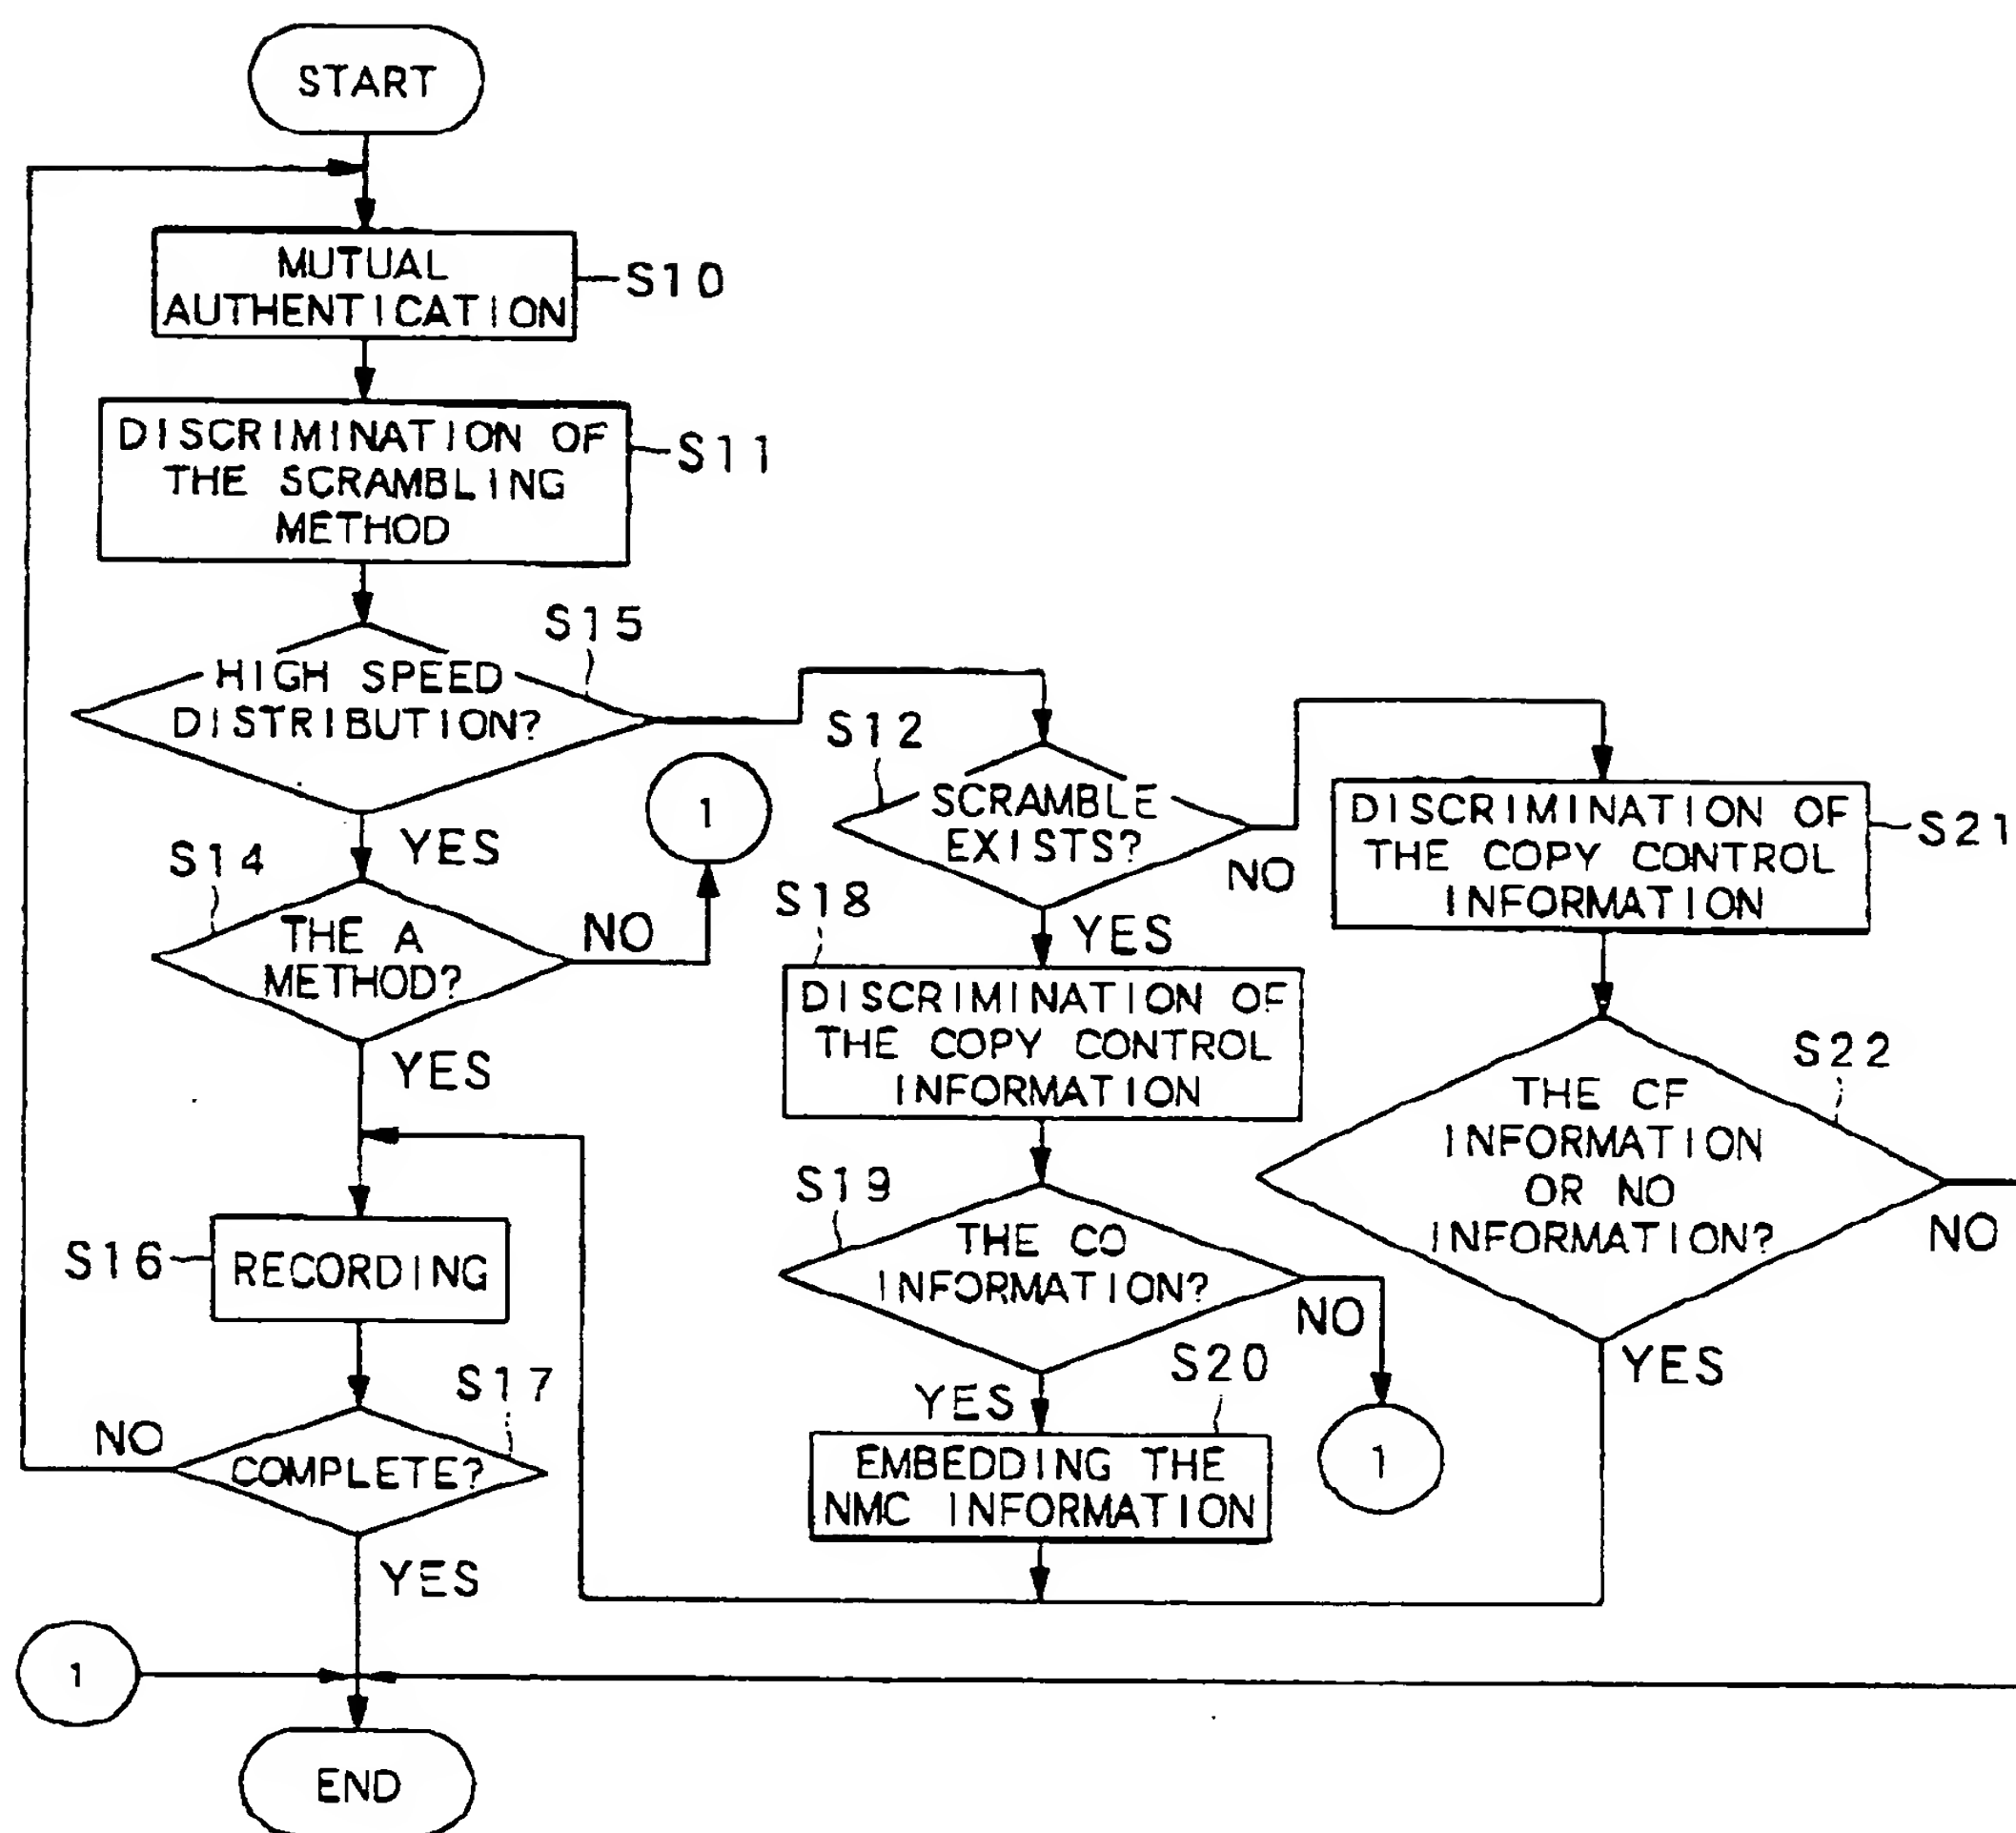 START
MUTUAL
AUTHENTICATION
S10
DISCRIMINATION OF
THE SCRAMBLING
METHOD
S11
S15
HIGH SPEED
DISTRIBUTION?
YES
S14
THE A
METHOD?
NO
1
YES
S16
RECORDING
S17
COMPLETE?
NO
YES
1
END
S12
SCRAMBLE
EXISTS?
NO
YES
S18
DISCRIMINATION OF
THE COPY CONTROL
INFORMATION
S19
THE CO
INFORMATION?
NO
1
YES
S20
EMBEDDING THE
NMC INFORMATION
DISCRIMINATION OF
THE COPY CONTROL
INFORMATION
S21
S22
THE CF
INFORMATION
OR NO
INFORMATION?
NO
YES